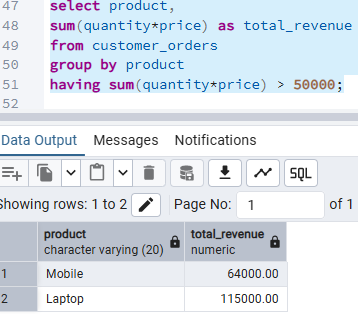 47 select product,
48 sum(quantity*price) as total_revenue
49 from customer_orders
50 group by product
51 having sum(quantity*price) > 50000;
52
Data Output Messages Notifications
SQL
Showing rows: 1 to 2 Page No: 1 of 1
product total_revenue
character varying (20) numeric
1 Mobile 64000.00
2 Laptop 115000.00